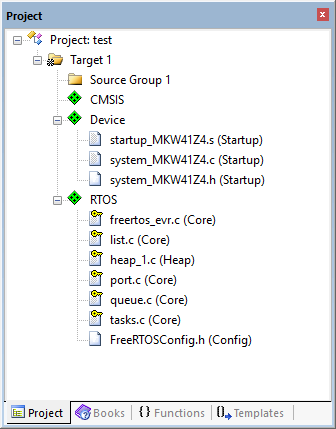 Project
Project: test
Target 1
Source Group 1
CMSIS
Device
startup_MKW41Z4.s (Startup)
system_MKW41Z4.c (Startup)
system_MKW41Z4.h (Startup)
RTOS
freertos_evr.c (Core)
list.c (Core)
heap_1.c (Heap)
port.c (Core)
queue.c (Core)
tasks.c (Core)
FreeRTOSConfig.h (Config)
Project Books {} Functions 0 Templates